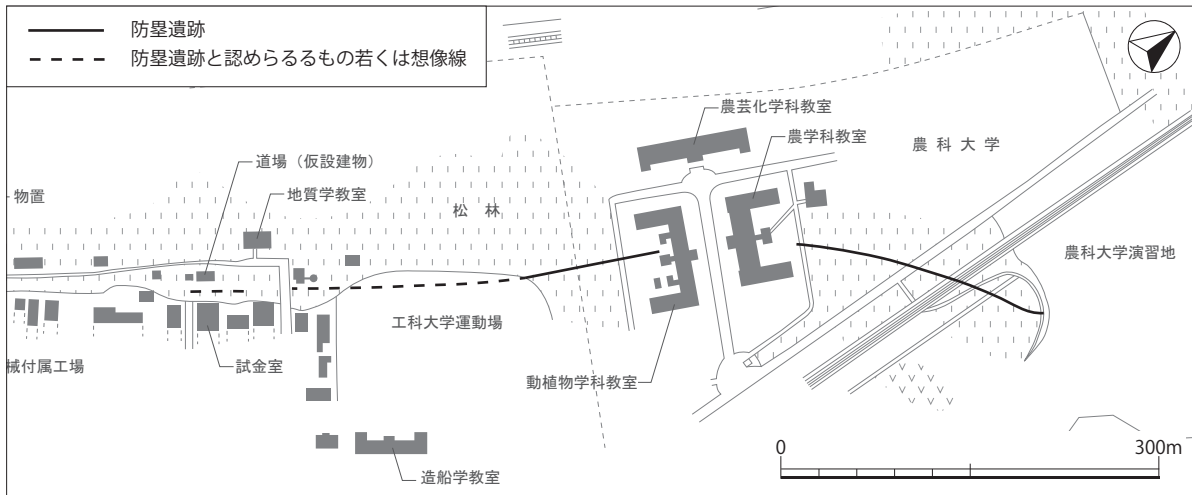 防塁遺跡
防塁遺跡と認めらるるもの若くは想像線
農芸化学科教室
農学科教室
農科大学
道場（仮設建物）
地質学教室
物置
松林
農科大学演習地
工科大学運動場
械付属工場
試金室
動植物学科教室
造船学教室
0
300m